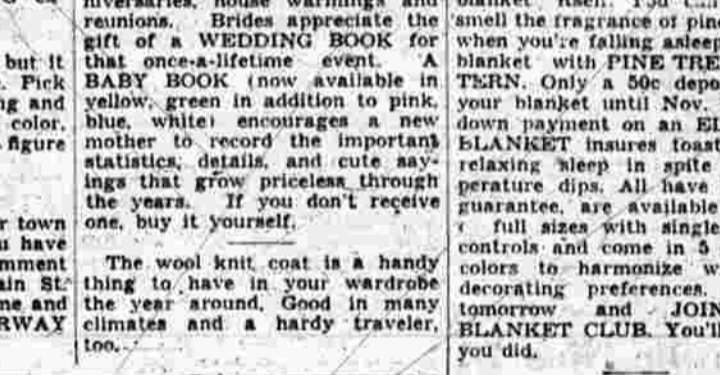 but it
Pick
ng and
color.
figure
r town
u have
mment
ain St.
me and
RWAY
niversaries, house warmings and
reunions. Brides appreciate the
gift of a WEDDING BOOK for
that once-a-lifetime event. A
BABY BOOK (now available in
yellow, green in addition to pink,
blue, white) encourages a new
mother to record the important
statistics, details, and cute say-
ings that grow priceless through
the years. If you don't receive
one, buy it yourself.
The wool knit coat is a handy
thing to have in your wardrobe
the year around. Good in many
climates and a hardy traveler,
too.
smell the fragrance of pin
when you're falling asleep
blanket with PINE TRE
TERN. Only a 50c depo
your blanket until Nov.
down payment on an EL
BLANKET insures toast
relaxing sleep in spite
perature dips. All have
guarantee, are available
full sizes with single
controls and come in 5
colors to harmonize w
decorating preferences.
tomorrow and JOIN
BLANKET CLUB. You'll
you did.